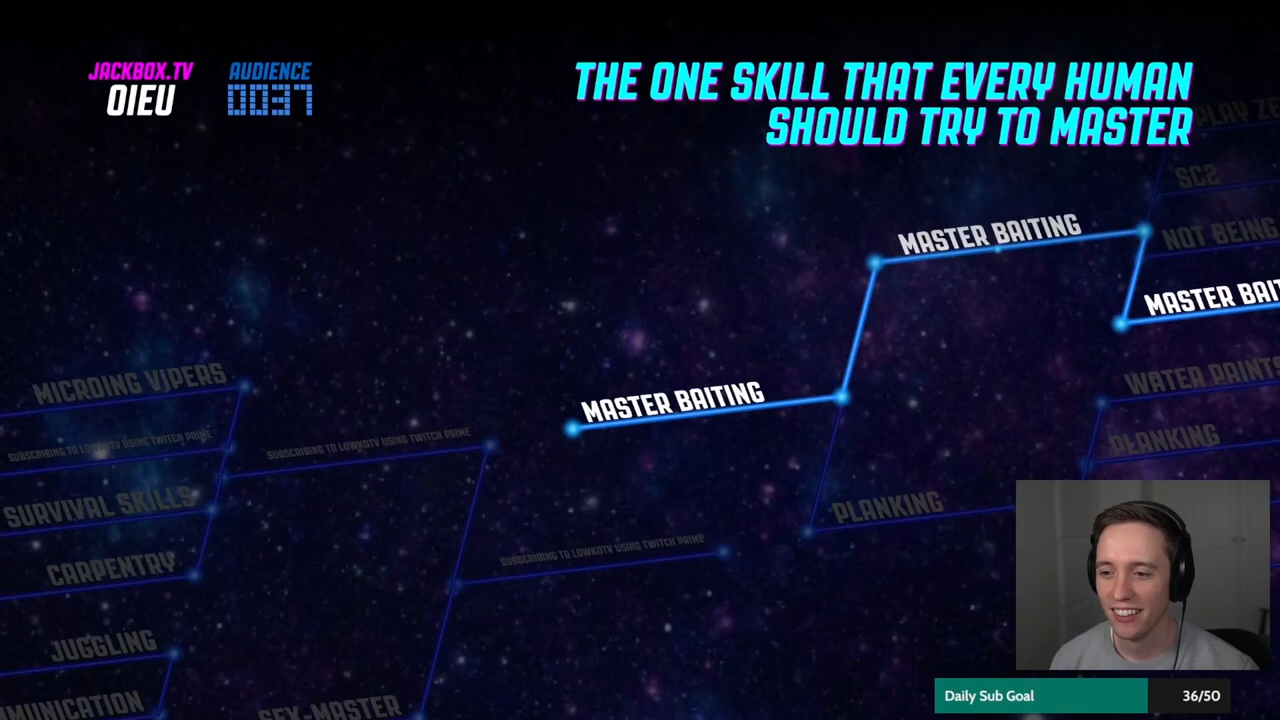 JACKBOX.TV
OIEU
AUDIENCE
0037
THE ONE SKILL THAT EVERY HUMAN
SHOULD TRY TO MASTER
PLAY ZE
SC2
NOT BEING
MASTER BAITING
MASTER BAIT
MICROING VIPERS
SUBSCRIBING TO LOWKOTV USING TWITCH PRIME
SUBSCRIBING TO LOWKOTV USING TWITCH PRIME
MASTER BAITING
WATER PAINTS
PLANKING
SURVIVAL SKILLS
PLANKING
CARPENTRY
SUBSCRIBING TO LOWKOTV USING TWITCH PRIME
JUGGLING
MUNICATION
SEX-MASTER
Daily Sub Goal
36/50